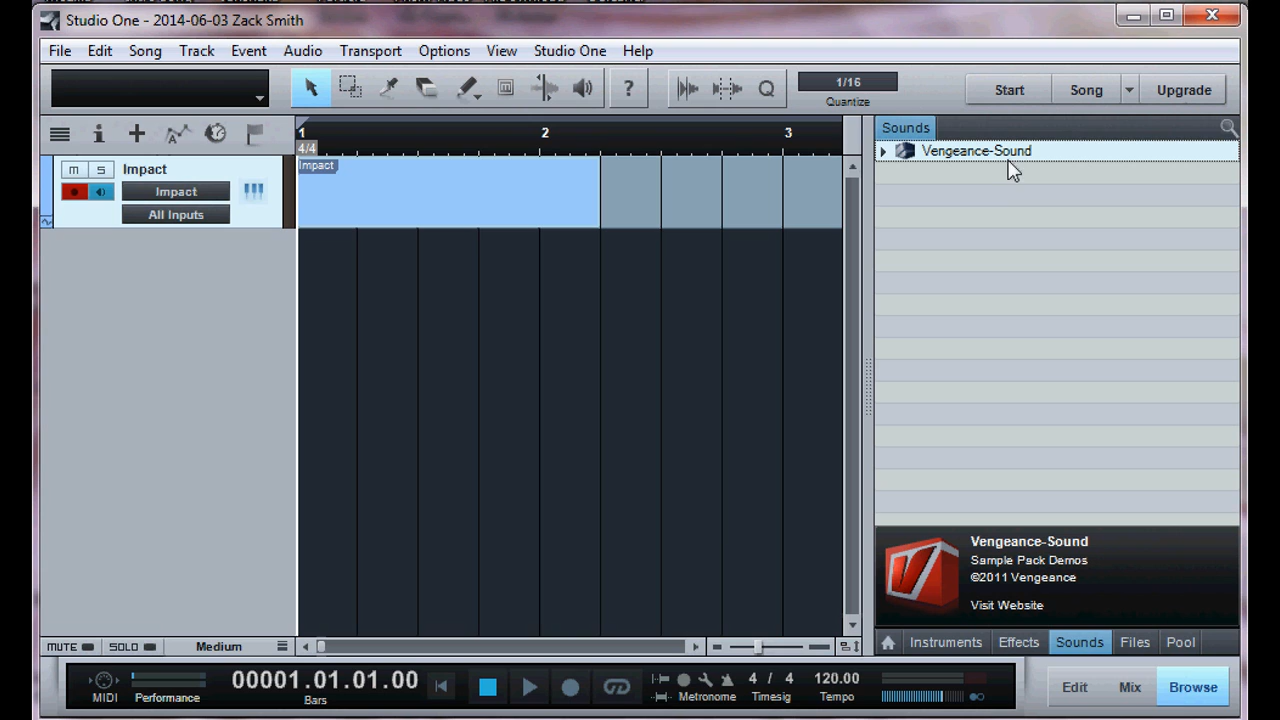 Studio One - 2014-06-03 Zack Smith
File Edit Song Track Event Audio Transport Options View Studio One Help
? Q 1/16 Start Song Upgrade
Quantize
1 2 3
4/4
Sounds
Vengeance-Sound
M S Impact
Impact
All Inputs
Impact
Vengeance-Sound
Sample Pack Demos
©2011 Vengeance
Visit Website
MUTE SOLO Medium
Instruments Effects Sounds Files Pool
MIDI Performance
00001.01.01.00
Bars
Metronome
4 / 4
Timesig
120.00
Tempo
Edit Mix Browse